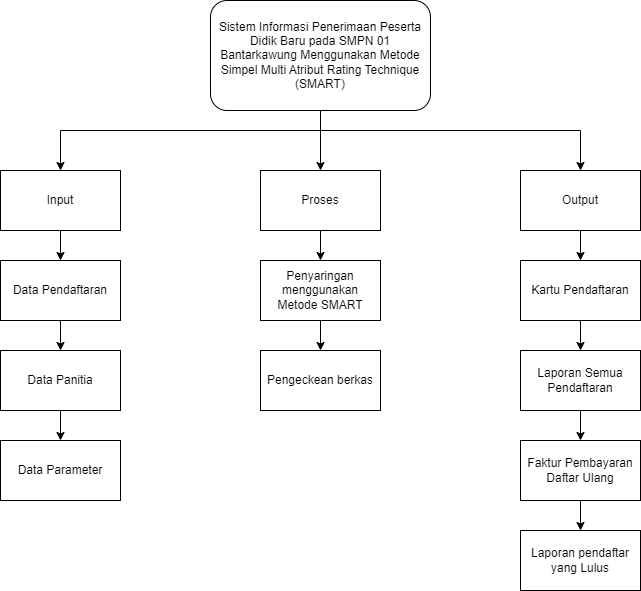 Sistem Informasi Penerimaan Peserta
Didik Baru pada SMPN 01
Bantarkawung Menggunakan Metode
Simpel Multi Atribut Rating Technique
(SMART)
Input
Proses
Output
Data Pendaftaran
Penyaringan
menggunakan
Metode SMART
Kartu Pendaftaran
Data Panitia
Pengeckean berkas
Laporan Semua
Pendaftaran
Data Parameter
Faktur Pembayaran
Daftar Ulang
Laporan pendaftar
yang Lulus